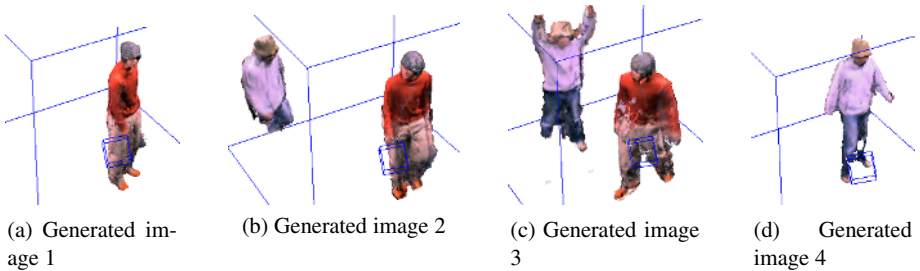 (a) Generated im-
age 1
(b) Generated image 2
(c) Generated image
3
(d) Generated
image 4